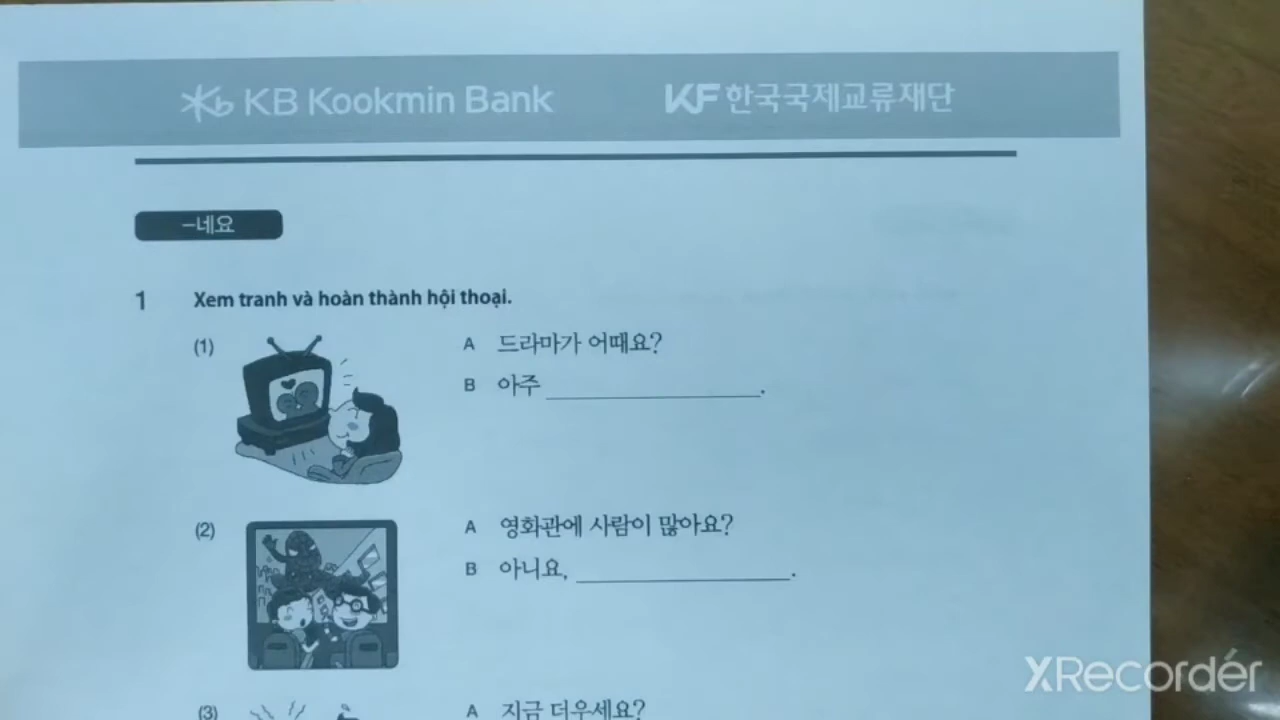 KB Kookmin Bank
KF 한국국제교류재단
-네요
1 Xem tranh và hoàn thành hội thoại.
(1)
A 드라마가 어때요?
B 아주 ____________________.
(2)
A 영화관에 사람이 많아요?
B 아니요, ____________________.
(3)
A 지금 더우세요?
XRecorder